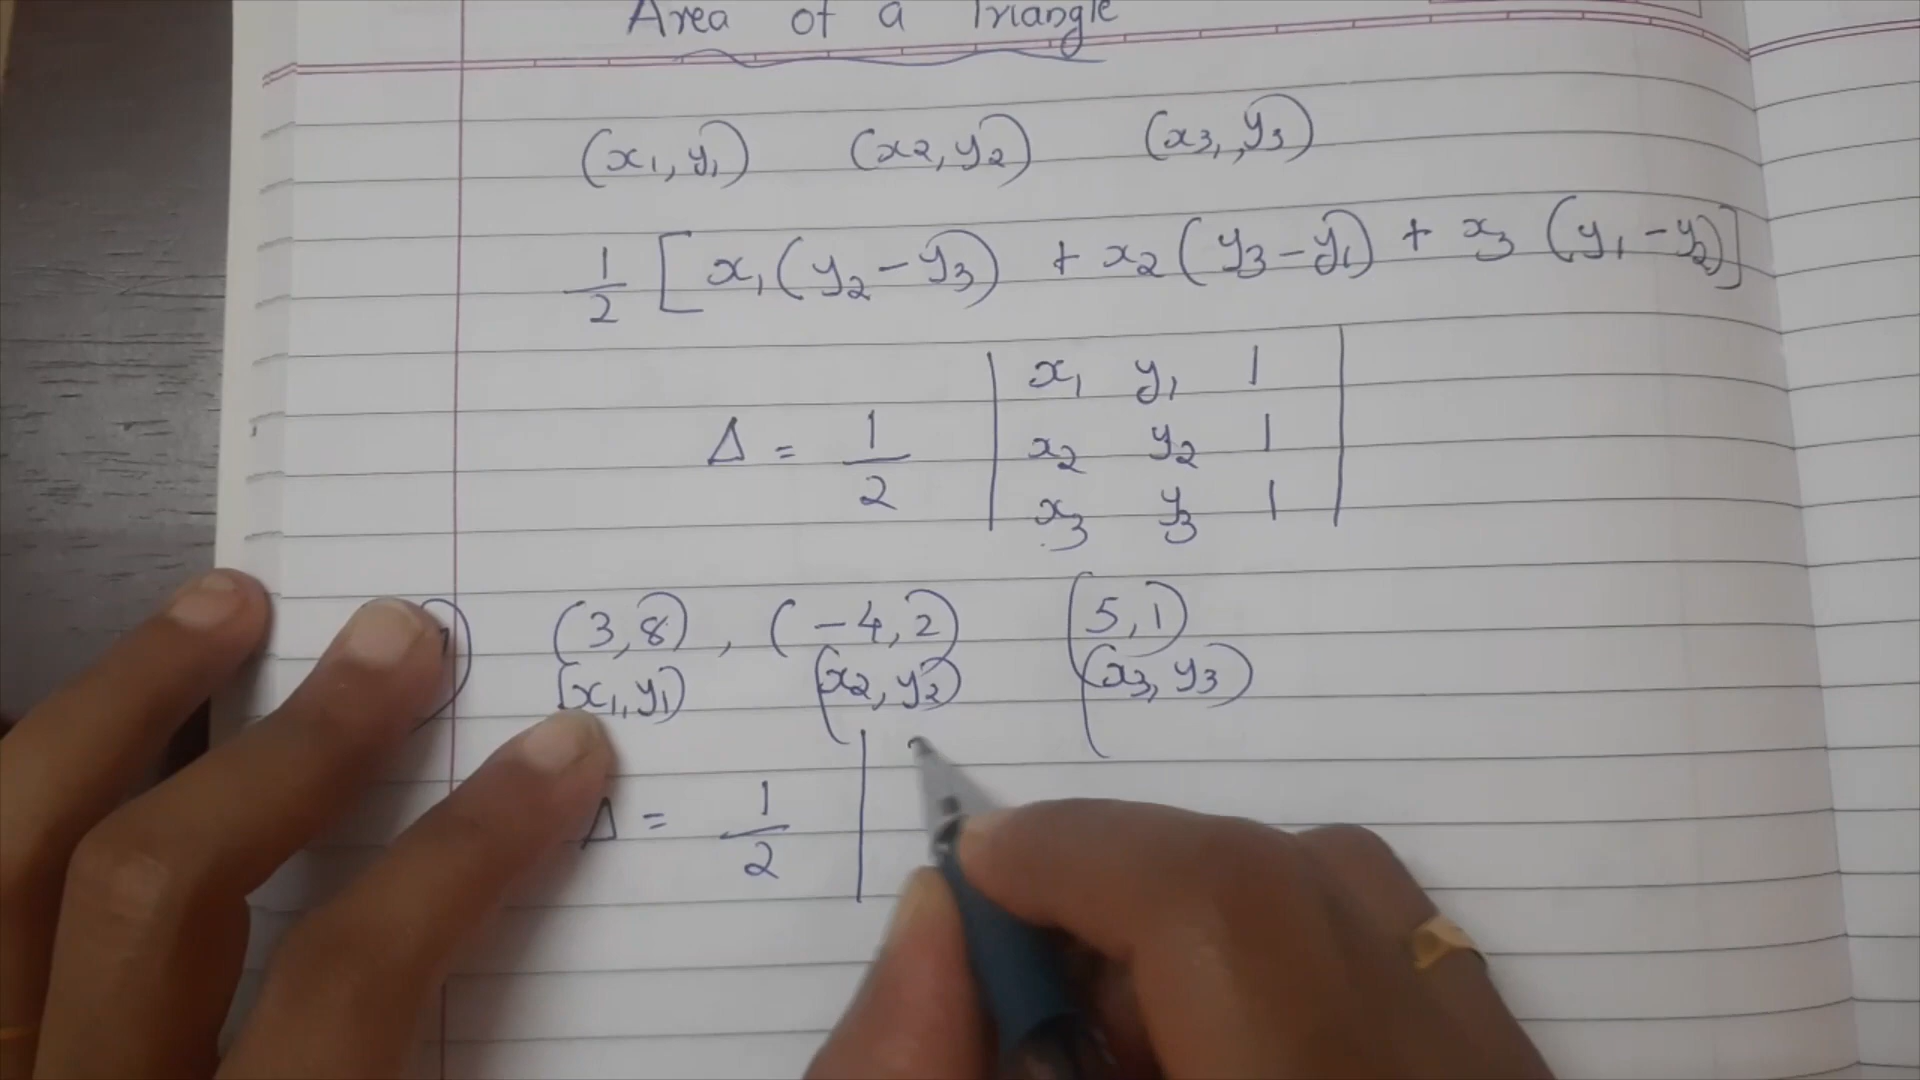 Area of a Triangle
(x₁, y₁) (x₂, y₂) (x₃, y₃)
1/2 [x₁(y₂ - y₃) + x₂(y₃ - y₁) + x₃(y₁ - y₂)]
Δ = 1/2 | x₁ y₁ 1 |
| x₂ y₂ 1 |
| x₃ y₃ 1 |
(3,8), (-4,2) (5,1)
(x₁, y₁) (x₂, y₂) (x₃, y₃)
Δ = 1/2 |